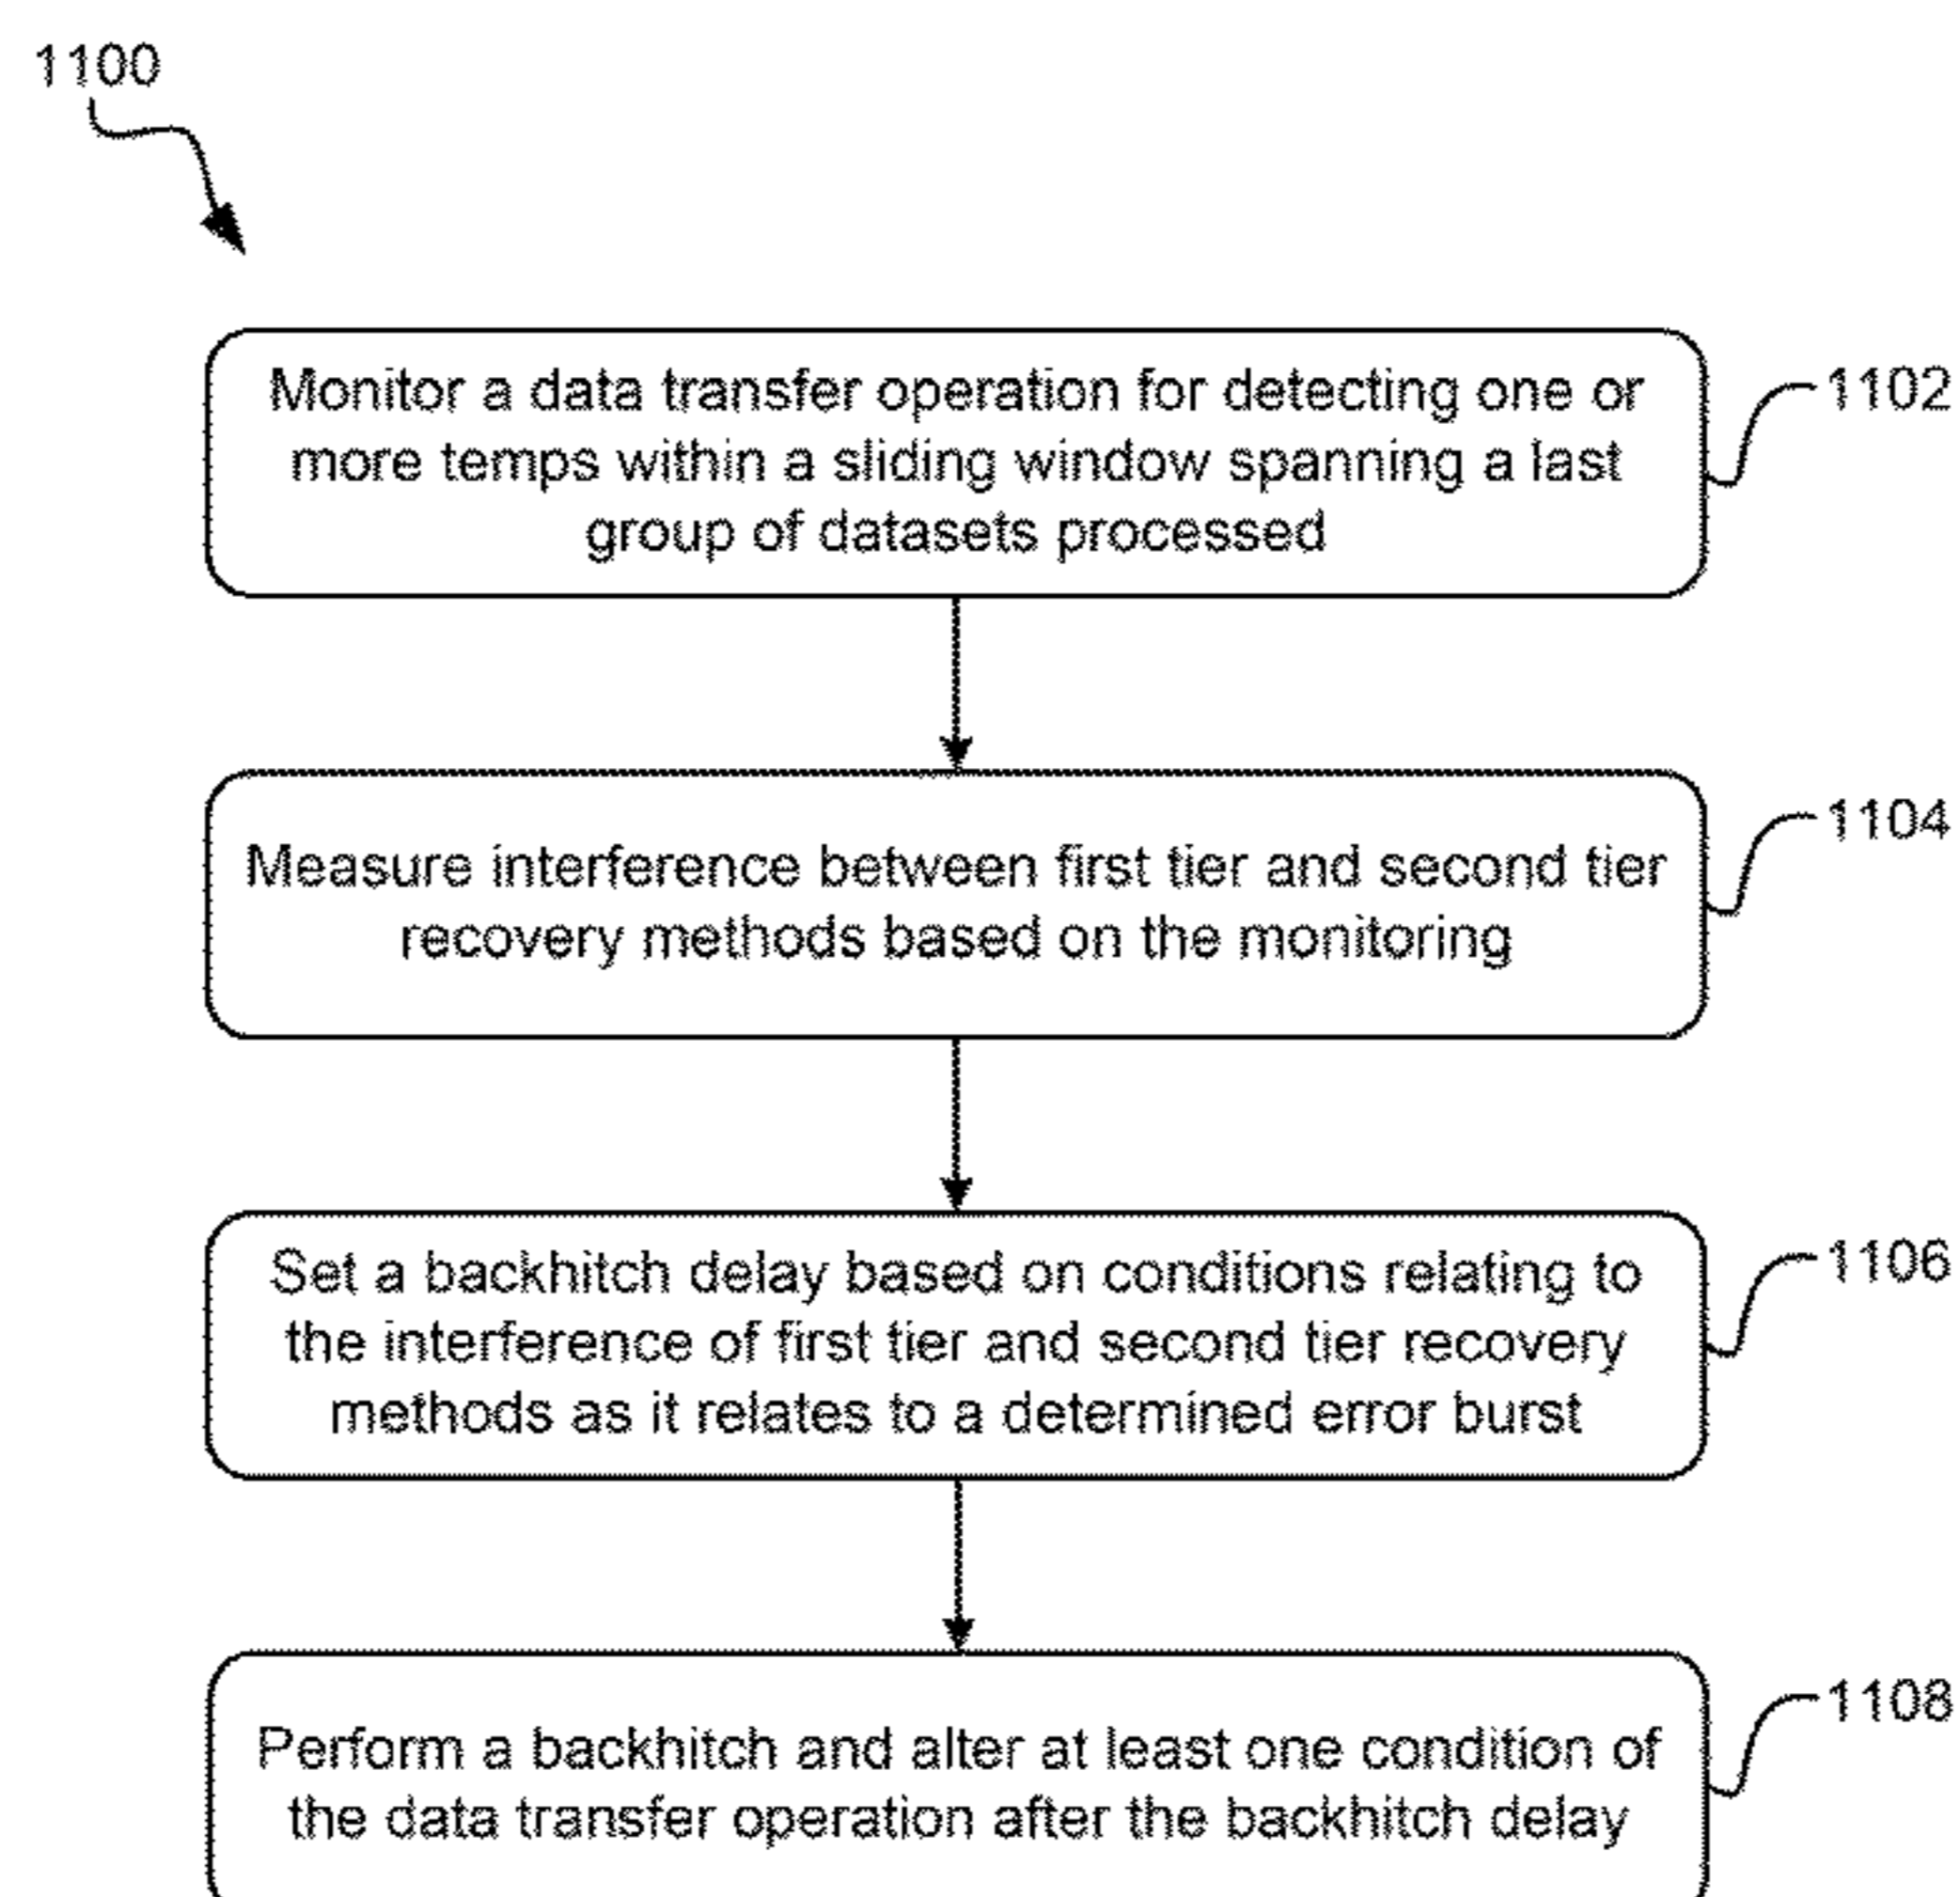 1100
Monitor a data transfer operation for detecting one or
more temps within a sliding window spanning a last
group of datasets processed
1102
Measure interference between first tier and second tier
recovery methods based on the monitoring
1104
Set a backhitch delay based on conditions relating to
the interference of first tier and second tier recovery
methods as it relates to a determined error burst
1106
Perform a backhitch and alter at least one condition of
the data transfer operation after the backhitch delay
1108